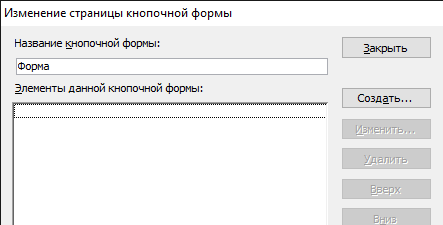 Изменение страницы кнопочной формы
Название кнопочной формы:
Закрыть
Форма
Элементы данной кнопочной формы:
Создать...
Изменить...
Удалить
Вверх
Вниз